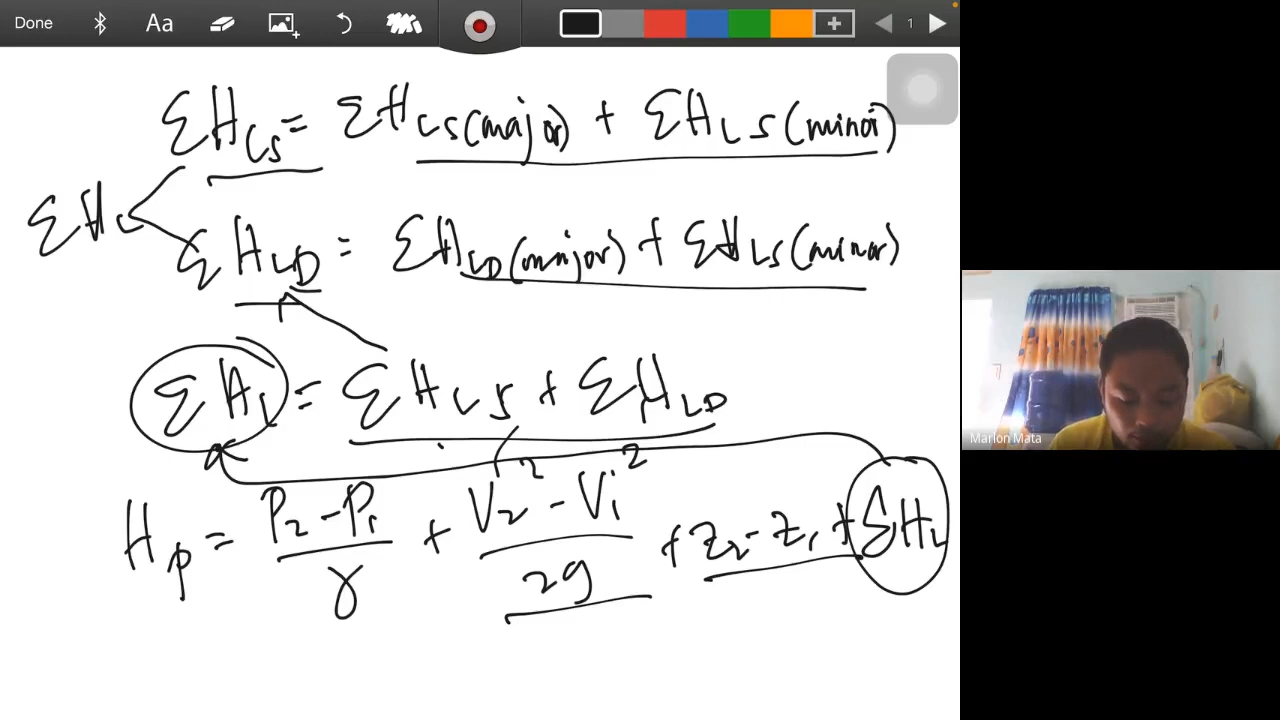 Done Aa 1
ΣH_LS = ΣH_LS(major) + ΣH_LS(minor)
ΣH_L
ΣH_LD = ΣH_LD(major) + ΣH_LS(minor)
ΣH_L = ΣH_LS + ΣH_LD
H_p = (P_2 - P_1)/γ + (V_2^2 - V_1^2)/2g + z_2 - z_1 + ΣH_L
Marlon Mata